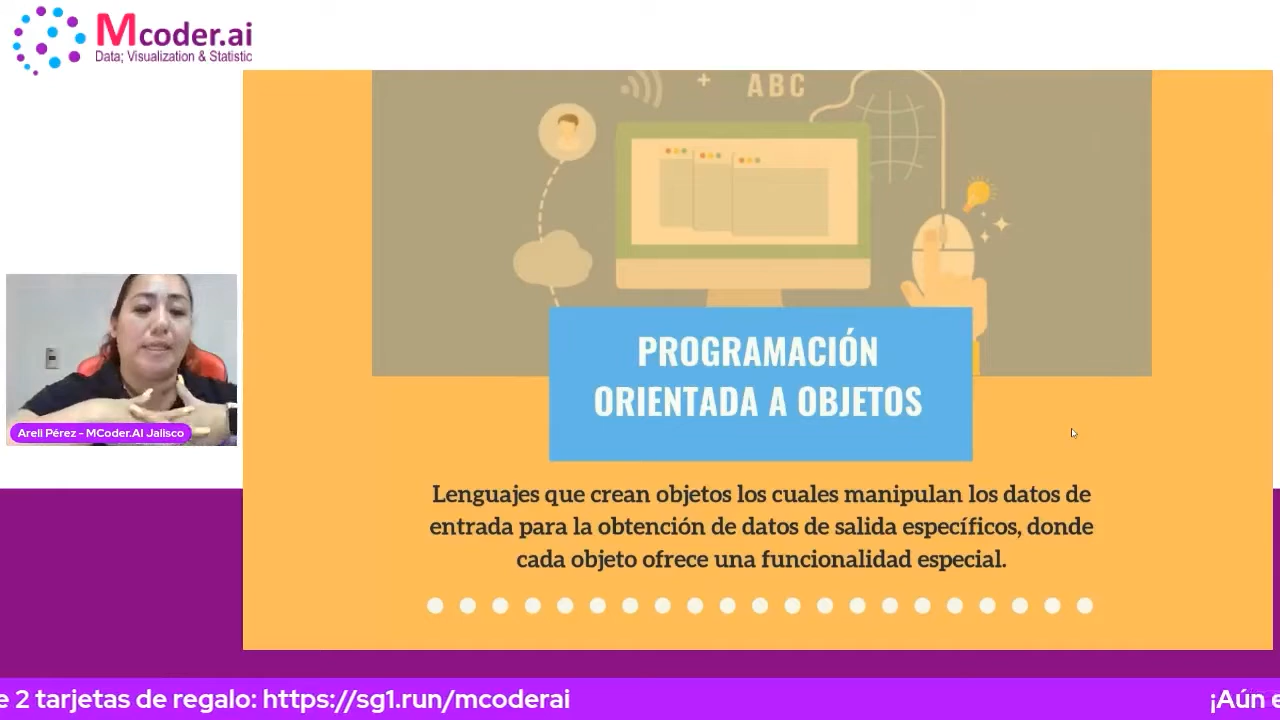 Mcoder.ai
Data; Visualization & Statistic
+ ABC
PROGRAMACIÓN
ORIENTADA A OBJETOS
Arell Pérez - MCoder.AI Jalisco
Lenguajes que crean objetos los cuales manipulan los datos de
entrada para la obtención de datos de salida específicos, donde
cada objeto ofrece una funcionalidad especial.
e 2 tarjetas de regalo: https://sg1.run/mcoderai
¡Aún e